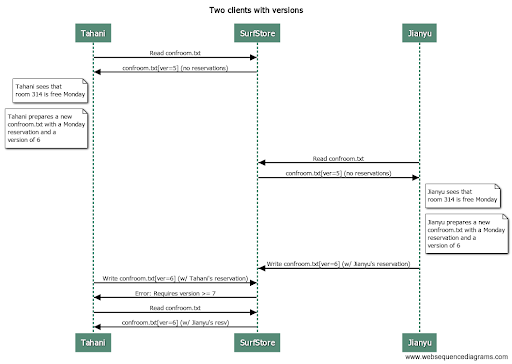 Two clients with versions
Tahani SurfStore Jianyu
Read confroom.txt
confroom.txt[ver=5] (no reservations)
Tahani sees that
room 314 is free Monday
Tahani prepares a new
confroom.txt with a Monday
reservation and a
version of 6
Read confroom.txt
confroom.txt[ver=5] (no reservations)
Jianyu sees that
room 314 is free Monday
Jianyu prepares a new
confroom.txt with a Monday
reservation and a
version of 6
Write confroom.txt[ver=6] (w/ Jianyu's reservation)
Write confroom.txt[ver=6] (w/ Tahani's reservation)
Error: Requires version >= 7
Read confroom.txt
confroom.txt[ver=6] (w/ Jianyu's resv)
Tahani SurfStore Jianyu
www.websequencediagrams.com